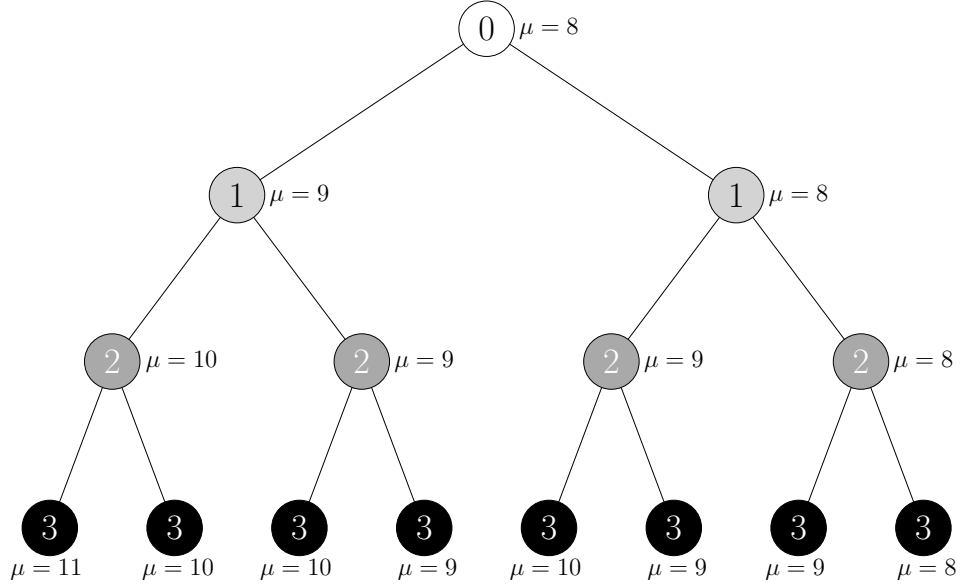 0 μ = 8
1 μ = 9 1 μ = 8
2 μ = 10 2 μ = 9 2 μ = 9 2 μ = 8
3 3 3 3 3 3 3 3
μ = 11 μ = 10 μ = 10 μ = 9 μ = 10 μ = 9 μ = 9 μ = 8